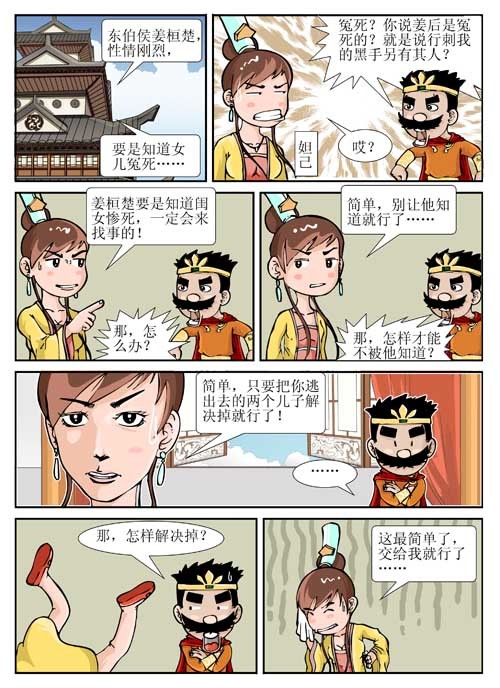 东伯侯姜桓楚，
性情刚烈，
要是知道女
儿冤死……
冤死？你说姜后是冤
死的？就是说行刺我
的黑手另有其人？
妲己
哎？
姜桓楚要是知道闺
女惨死，一定会来
找事的！
那，怎
么办？
简单，别让他知
道就行了……
那，怎样才能
不被他知道？
简单，只要把你逃
出去的两个儿子解
决掉就行了！
……
那，怎样解决掉？
这最简单了，
交给我就行了
……